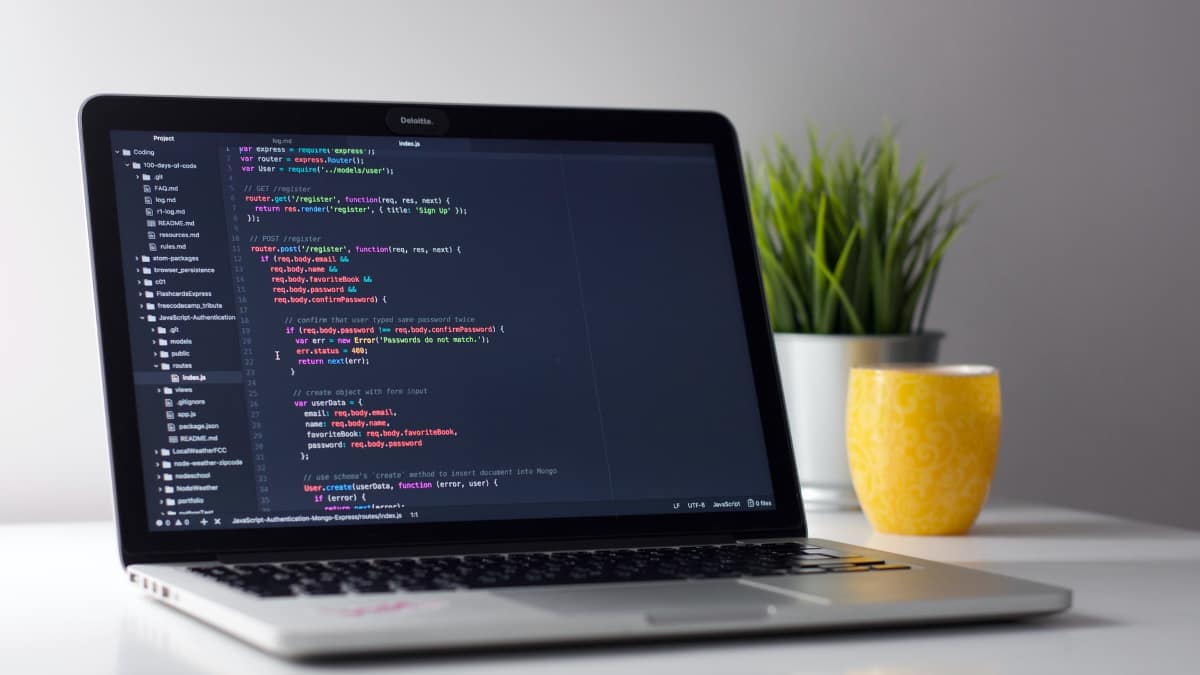 Deloitte.
Project
Coding
100-days-of-code
.git
FAQ.md
log.md
r1-log.md
README.md
resources.md
rules.md
atom-packages
browser_persistence
c01
FlashcardsExpress
freecodecamp_tribute
JavaScript-Authentication
.git
models
public
routes
index.js
views
.gitignore
app.js
package.json
README.md
LocalWeatherFCC
node-weather-zipcode
nodeschool
NodeWeather
portfolio
pythonTest
log.md
index.js
1 var express = require('express');
2 var router = express.Router();
3 var User = require('../models/user');
4
5 // GET /register
6 router.get('/register', function(req, res, next) {
7 return res.render('register', { title: 'Sign Up' });
8 });
9
10 // POST /register
11 router.post('/register', function(req, res, next) {
12 if (req.body.email &&
13 req.body.name &&
14 req.body.favoriteBook &&
15 req.body.password &&
16 req.body.confirmPassword) {
17
18 // confirm that user typed same password twice
19 if (req.body.password !== req.body.confirmPassword) {
20 var err = new Error('Passwords do not match.');
21 err.status = 400;
22 return next(err);
23 }
24
25 // create object with form input
26 var userData = {
27 email: req.body.email,
28 name: req.body.name,
29 favoriteBook: req.body.favoriteBook,
30 password: req.body.password
31 };
32
33 // use schema's `create` method to insert document into Mongo
34 User.create(userData, function (error, user) {
35 if (error) {
return next(error);
0 0 + × JavaScript-Authentication-Mongo-Express/routes/index.js 1:1
LF UTF-8 JavaScript 0 files